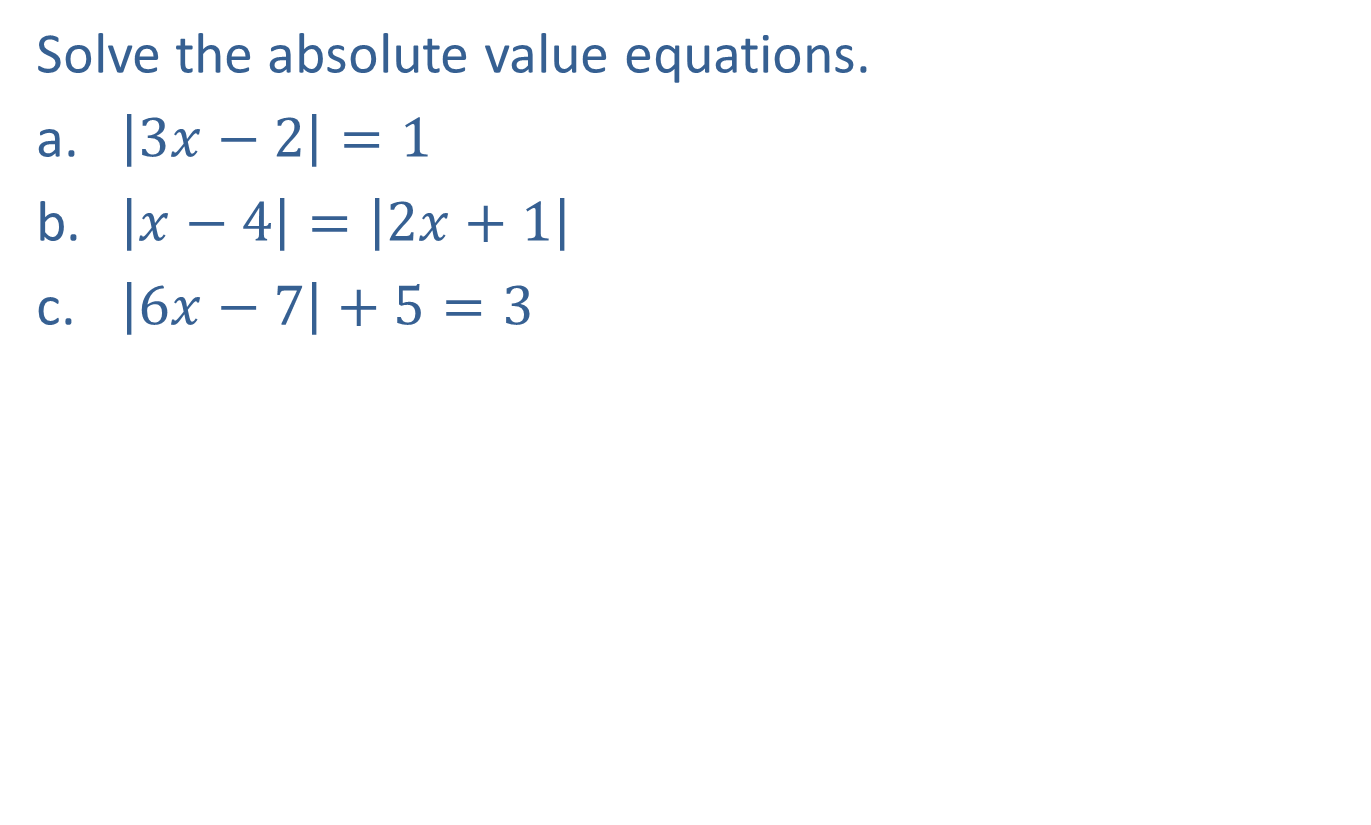 Solve the absolute value equations.
a. |3x − 2| = 1
b. |x − 4| = |2x + 1|
c. |6x − 7| + 5 = 3